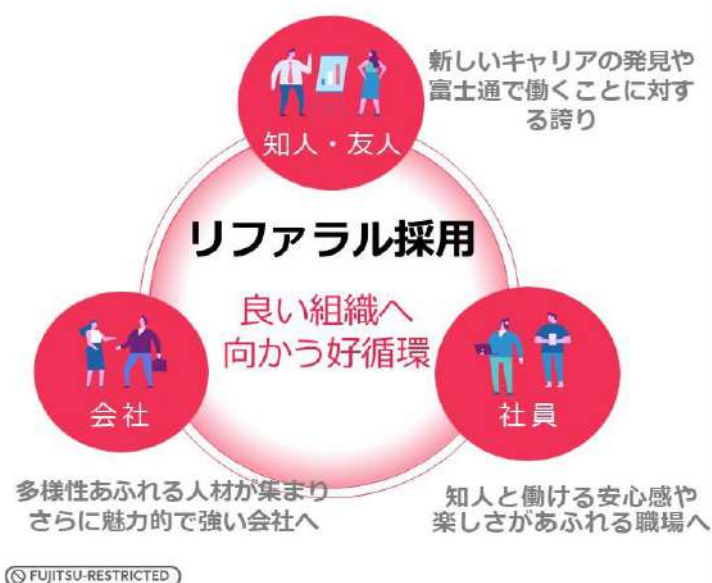 新しいキャリアの発見や
富士通で働くことに対す
る誇り
知人・友人
リファラル採用
良い組織へ
向かう好循環
会社
社員
多様性あふれる人材が集まり
さらに魅力的で強い会社へ
知人と働ける安心感や
楽しさがあふれる職場へ
FUJITSU-RESTRICTED